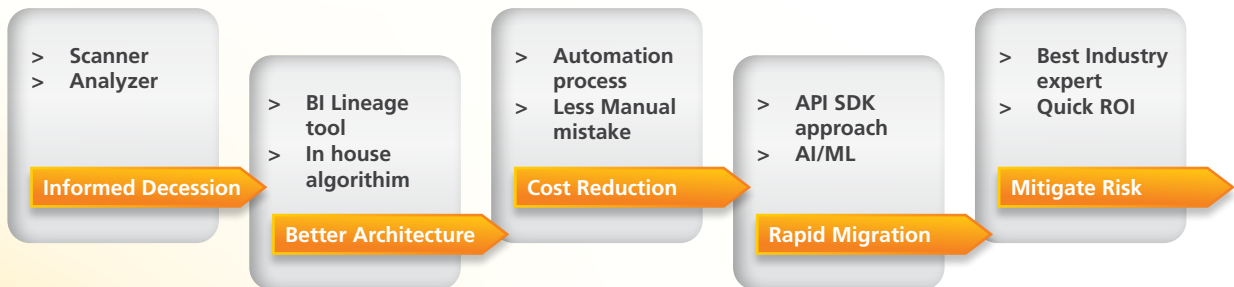 > Scanner
> Analyzer
Informed Decession
> BI Lineage
tool
> In house
algorithim
Better Architecture
> Automation
process
> Less Manual
mistake
Cost Reduction
> API SDK
approach
> AI/ML
Rapid Migration
> Best Industry
expert
> Quick ROI
Mitigate Risk